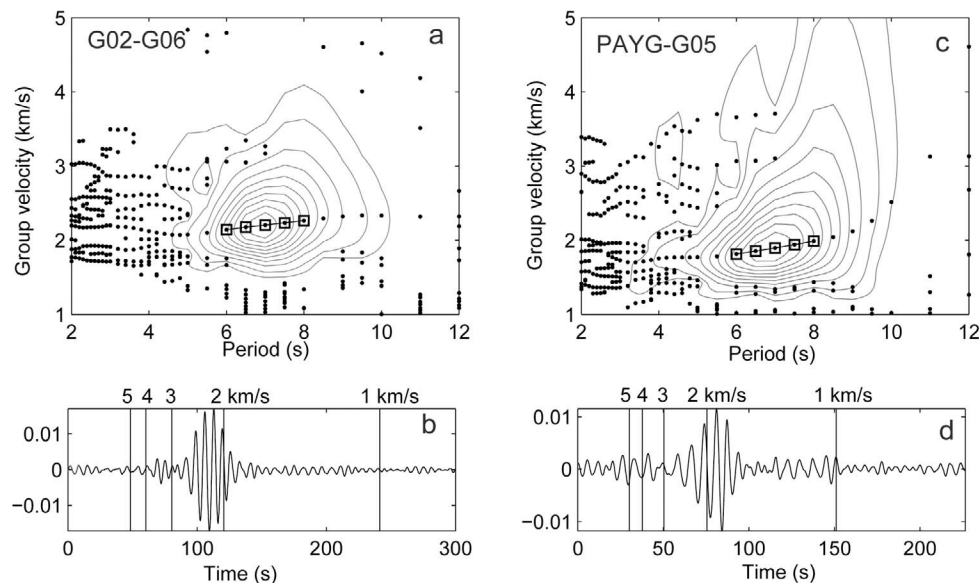 G02-G06
a
Group velocity (km/s)
5
4
3
2
1
2 4 6 8 10 12
Period (s)
PAYG-G05
c
Group velocity (km/s)
5
4
3
2
1
2 4 6 8 10 12
Period (s)
5 4 3 2 km/s 1 km/s
b
0.01
0
-0.01
0 100 200 300
Time (s)
5 4 3 2 km/s 1 km/s
d
0.01
0
-0.01
0 50 100 150 200
Time (s)